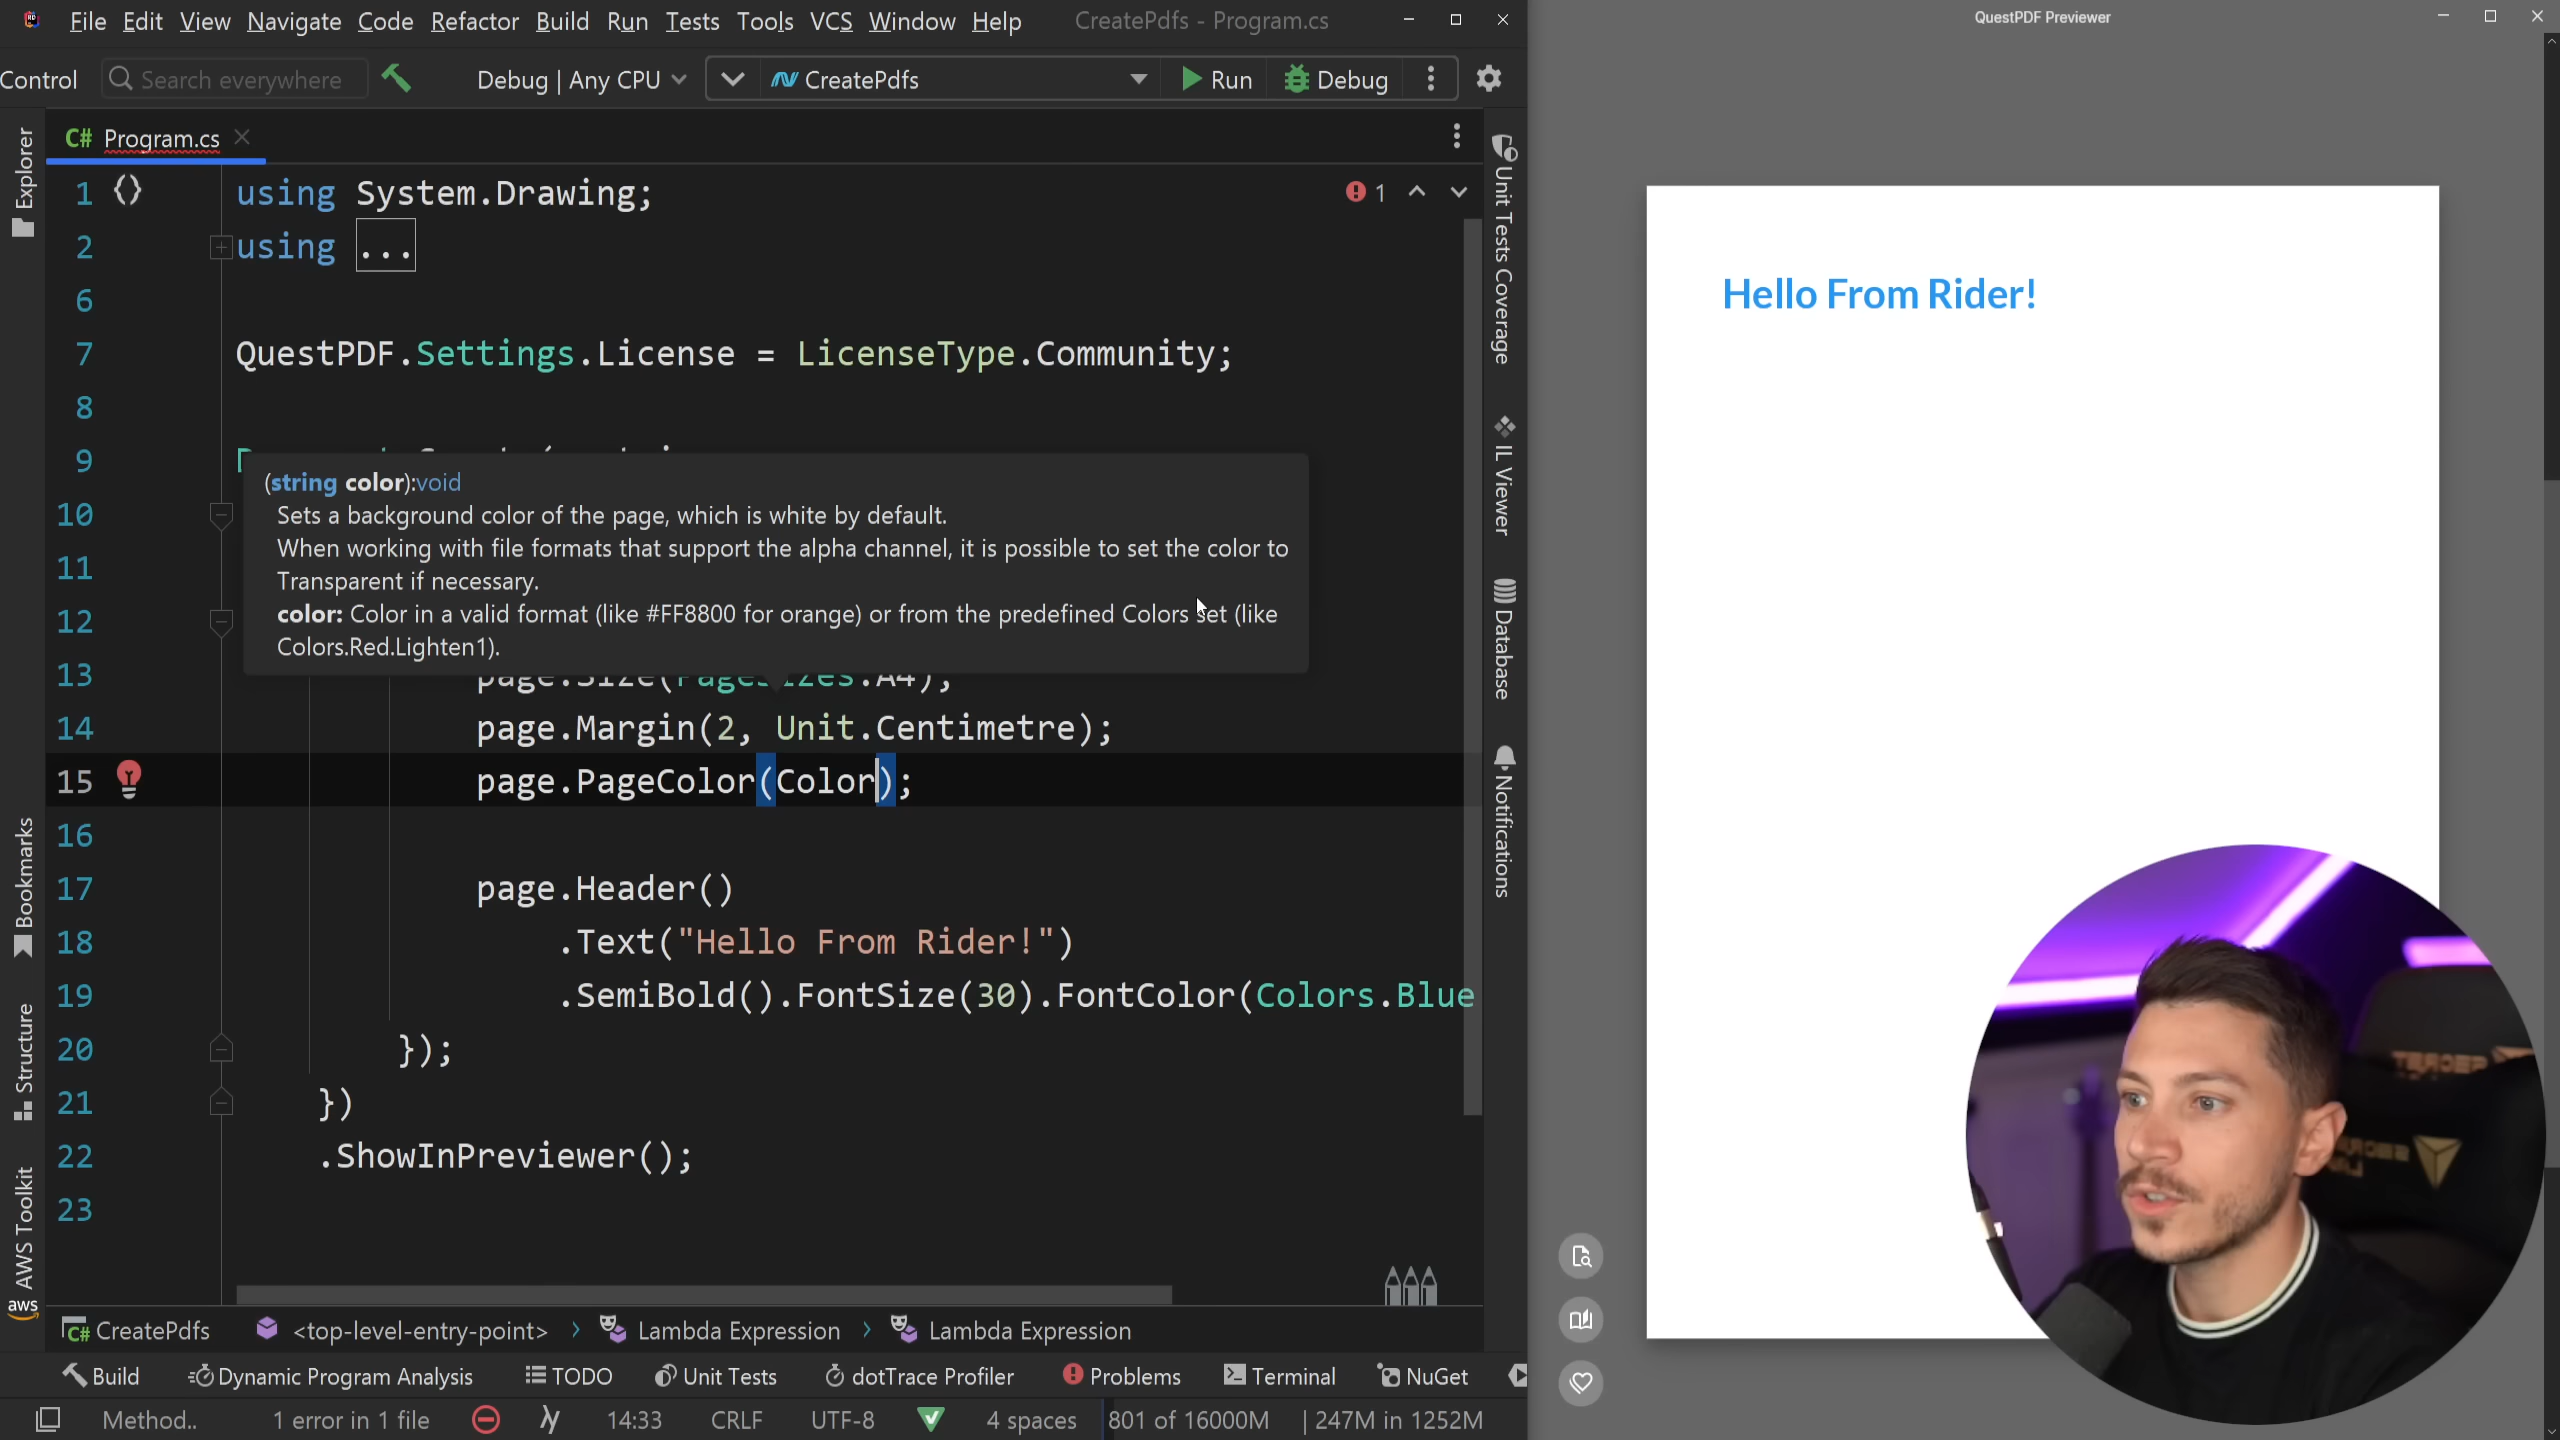 File Edit View Navigate Code Refactor Build Run Tests Tools VCS Window Help CreatePdfs - Program.cs
Control Search everywhere Debug | Any CPU CreatePdfs Run Debug
C# Program.cs
1 using System.Drawing; 1
2 using ...
6
7 QuestPDF.Settings.License = LicenseType.Community;
8
9
(string color):void
10 Sets a background color of the page, which is white by default.
When working with file formats that support the alpha channel, it is possible to set the color to
11 Transparent if necessary.
12 color: Color in a valid format (like #FF8800 for orange) or from the predefined Colors set (like
Colors.Red.Lighten1).
13 page.Size(PageSizes.A4);
14 page.Margin(2, Unit.Centimetre);
15 page.PageColor(Color);
16
17 page.Header()
18 .Text("Hello From Rider!")
19 .SemiBold().FontSize(30).FontColor(Colors.Blue
20 });
21 })
22 .ShowInPreviewer();
23
Explorer
Bookmarks
Structure
AWS Toolkit
aws
Unit Tests Coverage
IL Viewer
Database
Notifications
C# CreatePdfs <top-level-entry-point> Lambda Expression Lambda Expression
Build Dynamic Program Analysis TODO Unit Tests dotTrace Profiler Problems Terminal NuGet
Method.. 1 error in 1 file 14:33 CRLF UTF-8 4 spaces 801 of 16000M | 247M in 1252M
QuestPDF Previewer
Hello From Rider!
SECRET